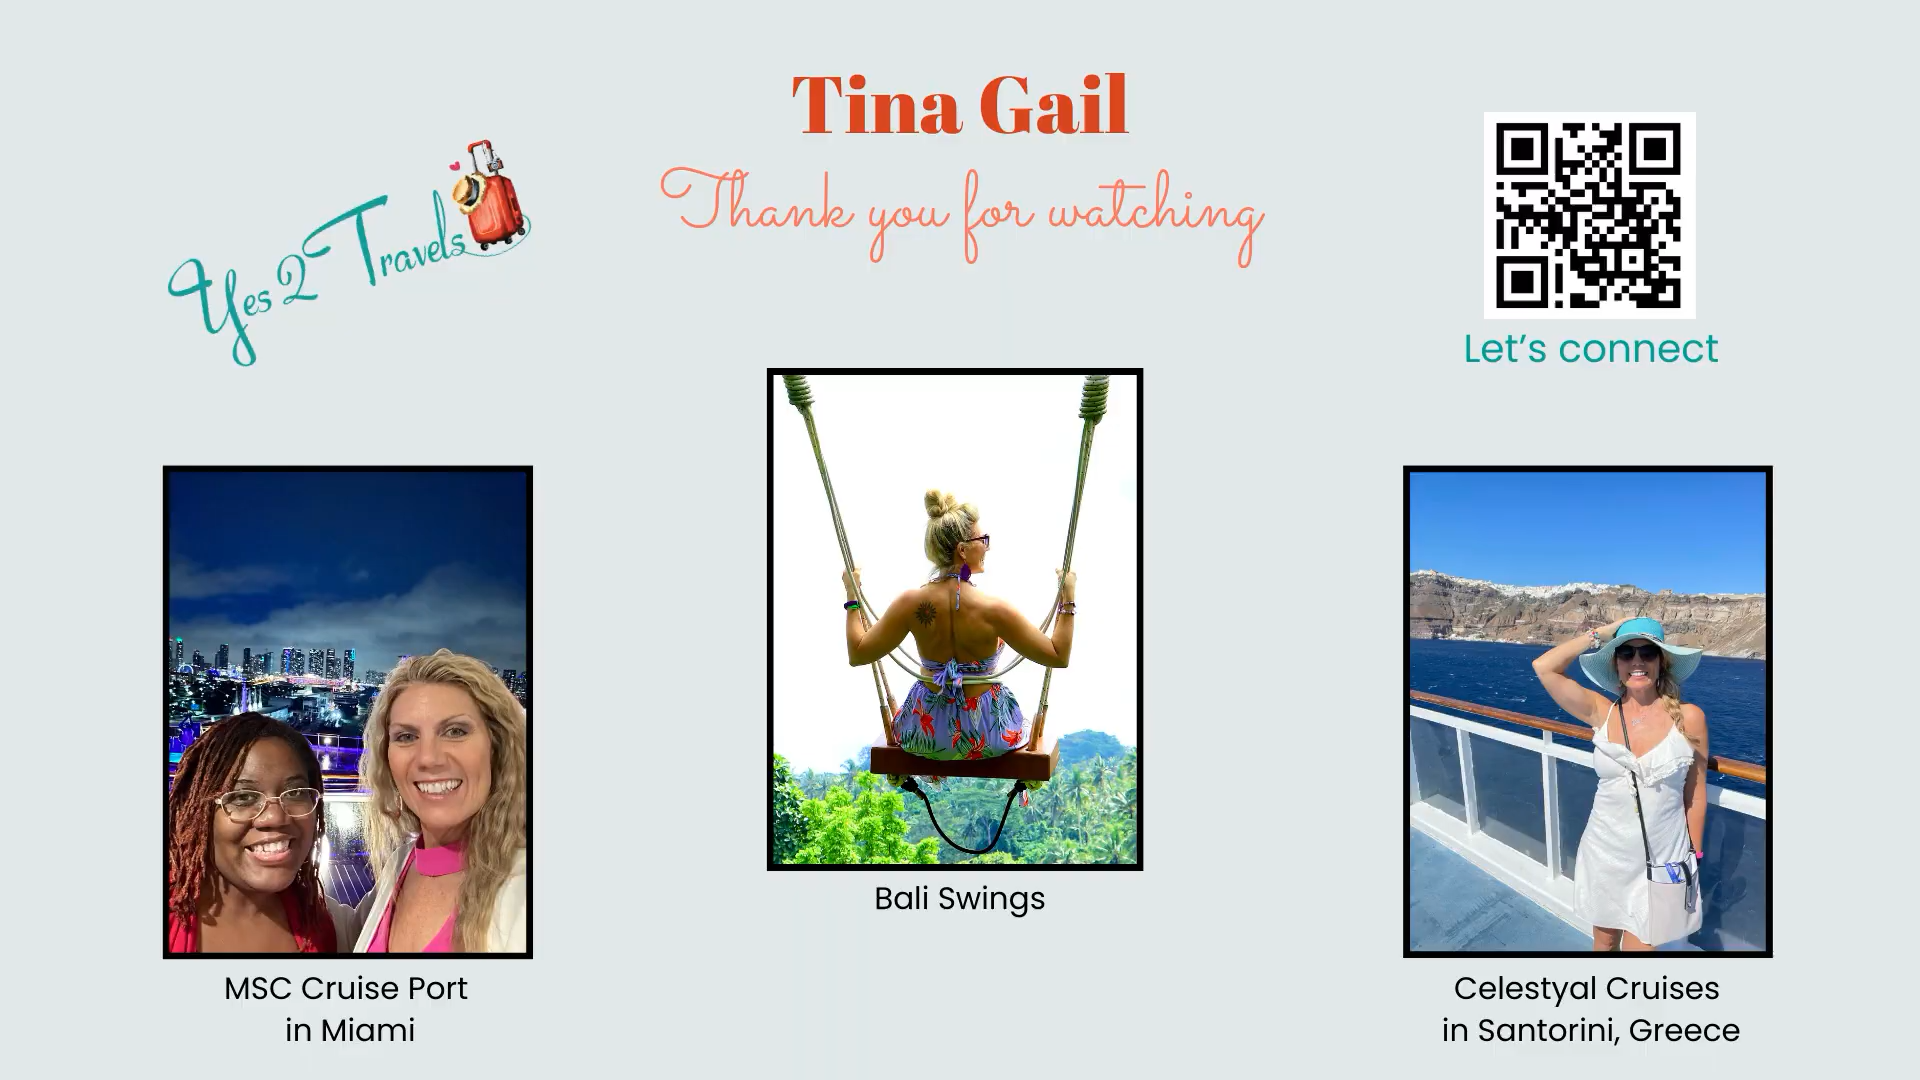 Tina Gail
Thank you for watching
Yes 2 Travels
Let’s connect
Bali Swings
MSC Cruise Port
in Miami
Celestyal Cruises
in Santorini, Greece